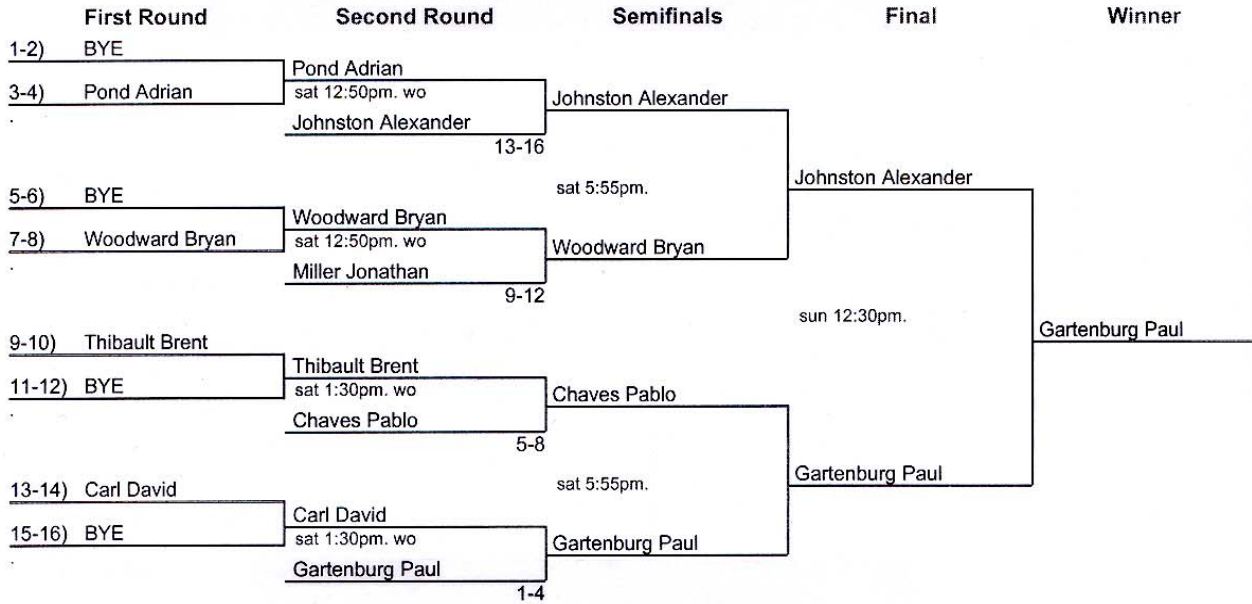 First Round Second Round Semifinals Final Winner
1-2) BYE
Pond Adrian
3-4) Pond Adrian
sat 12:50pm. wo
Johnston Alexander
Johnston Alexander
13-16
sat 5:55pm.
Johnston Alexander
5-6) BYE
Woodward Bryan
7-8) Woodward Bryan
sat 12:50pm. wo
Woodward Bryan
Miller Jonathan
9-12
sun 12:30pm.
Gartenburg Paul
9-10) Thibault Brent
Thibault Brent
11-12) BYE
sat 1:30pm. wo
Chaves Pablo
Chaves Pablo
5-8
sat 5:55pm.
Gartenburg Paul
13-14) Carl David
Carl David
15-16) BYE
sat 1:30pm. wo
Gartenburg Paul
Gartenburg Paul
1-4